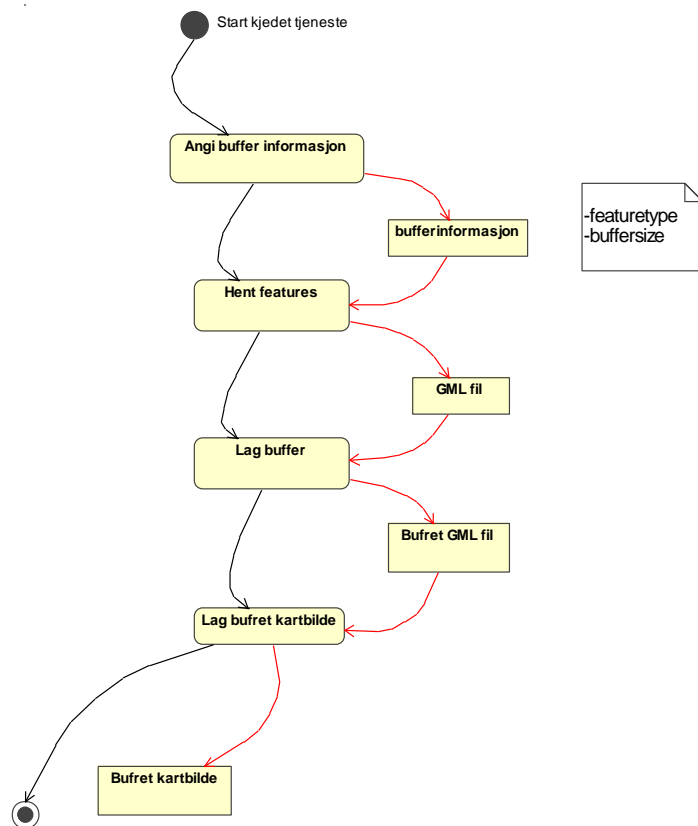 Start kjedet tjeneste
Angi buffer informasjon
bufferinformasjon
-featuretype
-buffersize
Hent features
GML fil
Lag buffer
Bufret GML fil
Lag bufret kartbilde
Bufret kartbilde